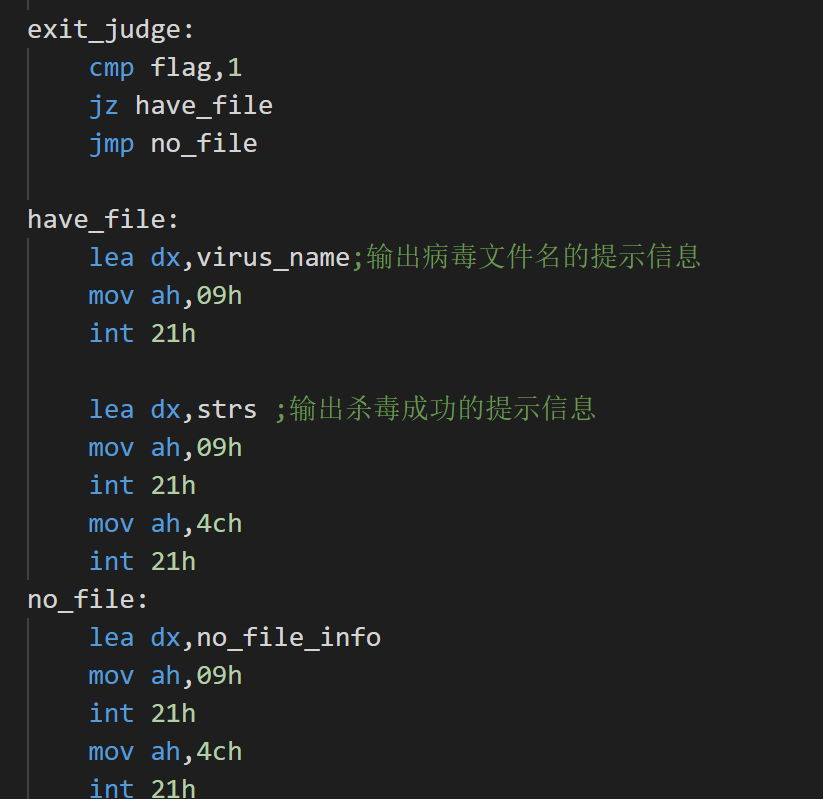 exit_judge:
cmp flag,1
jz have_file
jmp no_file
have_file:
lea dx,virus_name;输出病毒文件名的提示信息
mov ah,09h
int 21h
lea dx,strs ;输出杀毒成功的提示信息
mov ah,09h
int 21h
mov ah,4ch
int 21h
no_file:
lea dx,no_file_info
mov ah,09h
int 21h
mov ah,4ch
int 21h